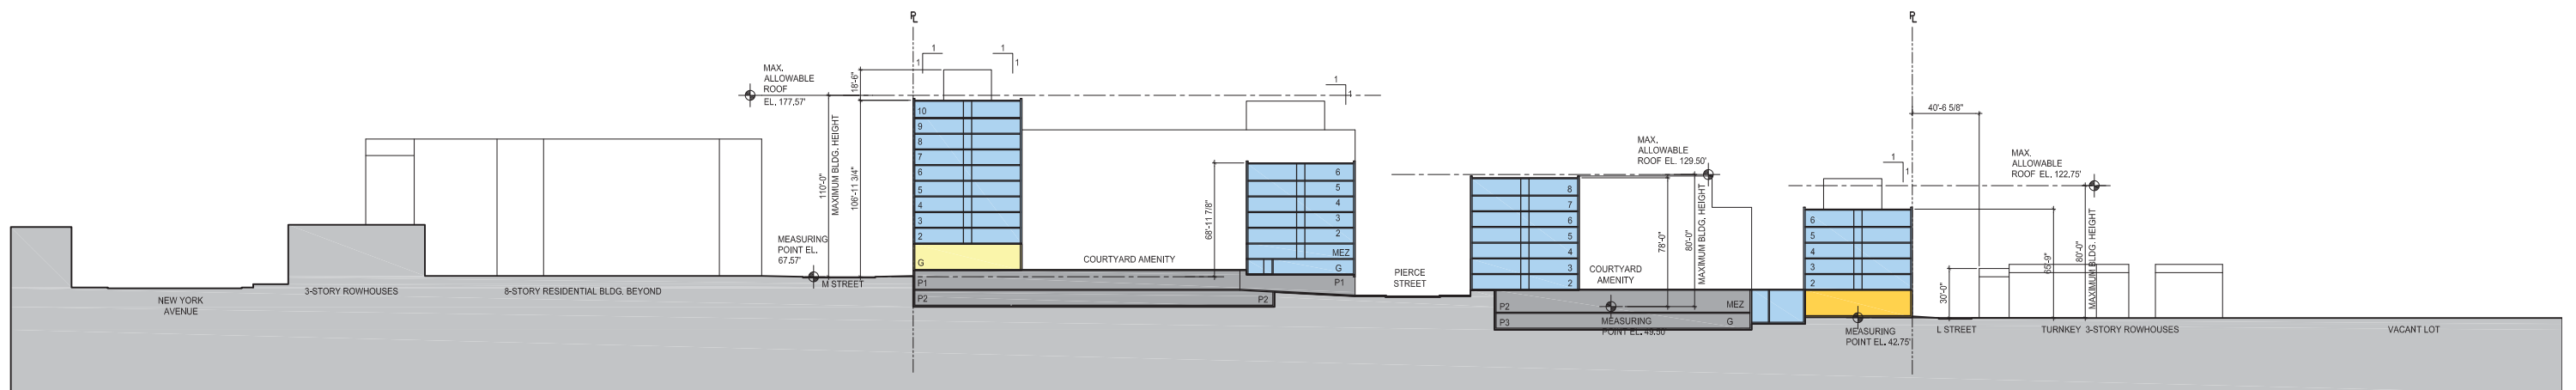 PL
PL
1
1
1
1
MAX.
ALLOWABLE
ROOF
EL. 177.57'
18'-6"
110'-0"
MAXIMUM BLDG. HEIGHT
106'-11 3/4"
10
9
8
7
6
5
4
3
2
G
P1
P2
P2
MEASURING
POINT EL.
67.57'
M STREET
NEW YORK
AVENUE
3-STORY ROWHOUSES
8-STORY RESIDENTIAL BLDG. BEYOND
COURTYARD AMENITY
68'-11 7/8"
1
1
6
5
4
3
2
MEZ
G
P1
PIERCE
STREET
8
7
6
5
4
3
2
P2
P3
COURTYARD
AMENITY
MAX.
ALLOWABLE
ROOF EL. 129.50'
78'-0"
80'-0"
MAXIMUM BLDG. HEIGHT
MEZ
G
MEASURING
POINT EL. 49.50'
1
1
6
5
4
3
2
MEASURING
POINT EL. 42.75'
40'-6 5/8"
MAX.
ALLOWABLE
ROOF EL. 122.75'
30'-0"
65'-9"
80'-0"
MAXIMUM BLDG. HEIGHT
L STREET
TURNKEY 3-STORY ROWHOUSES
VACANT LOT